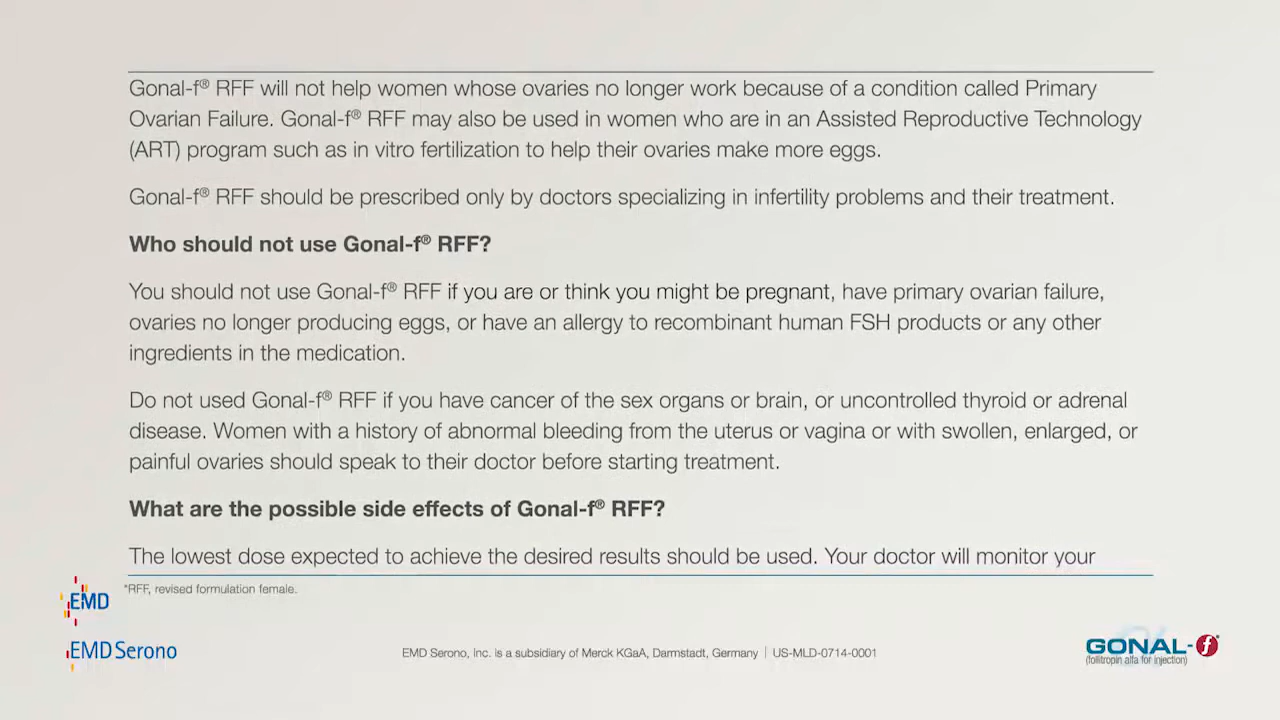 Gonal-f® RFF will not help women whose ovaries no longer work because of a condition called Primary
Ovarian Failure. Gonal-f® RFF may also be used in women who are in an Assisted Reproductive Technology
(ART) program such as in vitro fertilization to help their ovaries make more eggs.
Gonal-f® RFF should be prescribed only by doctors specializing in infertility problems and their treatment.
Who should not use Gonal-f® RFF?
You should not use Gonal-f® RFF if you are or think you might be pregnant, have primary ovarian failure,
ovaries no longer producing eggs, or have an allergy to recombinant human FSH products or any other
ingredients in the medication.
Do not used Gonal-f® RFF if you have cancer of the sex organs or brain, or uncontrolled thyroid or adrenal
disease. Women with a history of abnormal bleeding from the uterus or vagina or with swollen, enlarged, or
painful ovaries should speak to their doctor before starting treatment.
What are the possible side effects of Gonal-f® RFF?
The lowest dose expected to achieve the desired results should be used. Your doctor will monitor your
*RFF, revised formulation female.
EMD
EMD Serono
EMD Serono, Inc. is a subsidiary of Merck KGaA, Darmstadt, Germany | US-MLD-0714-0001
GONAL-f®
(follitropin alfa for injection)